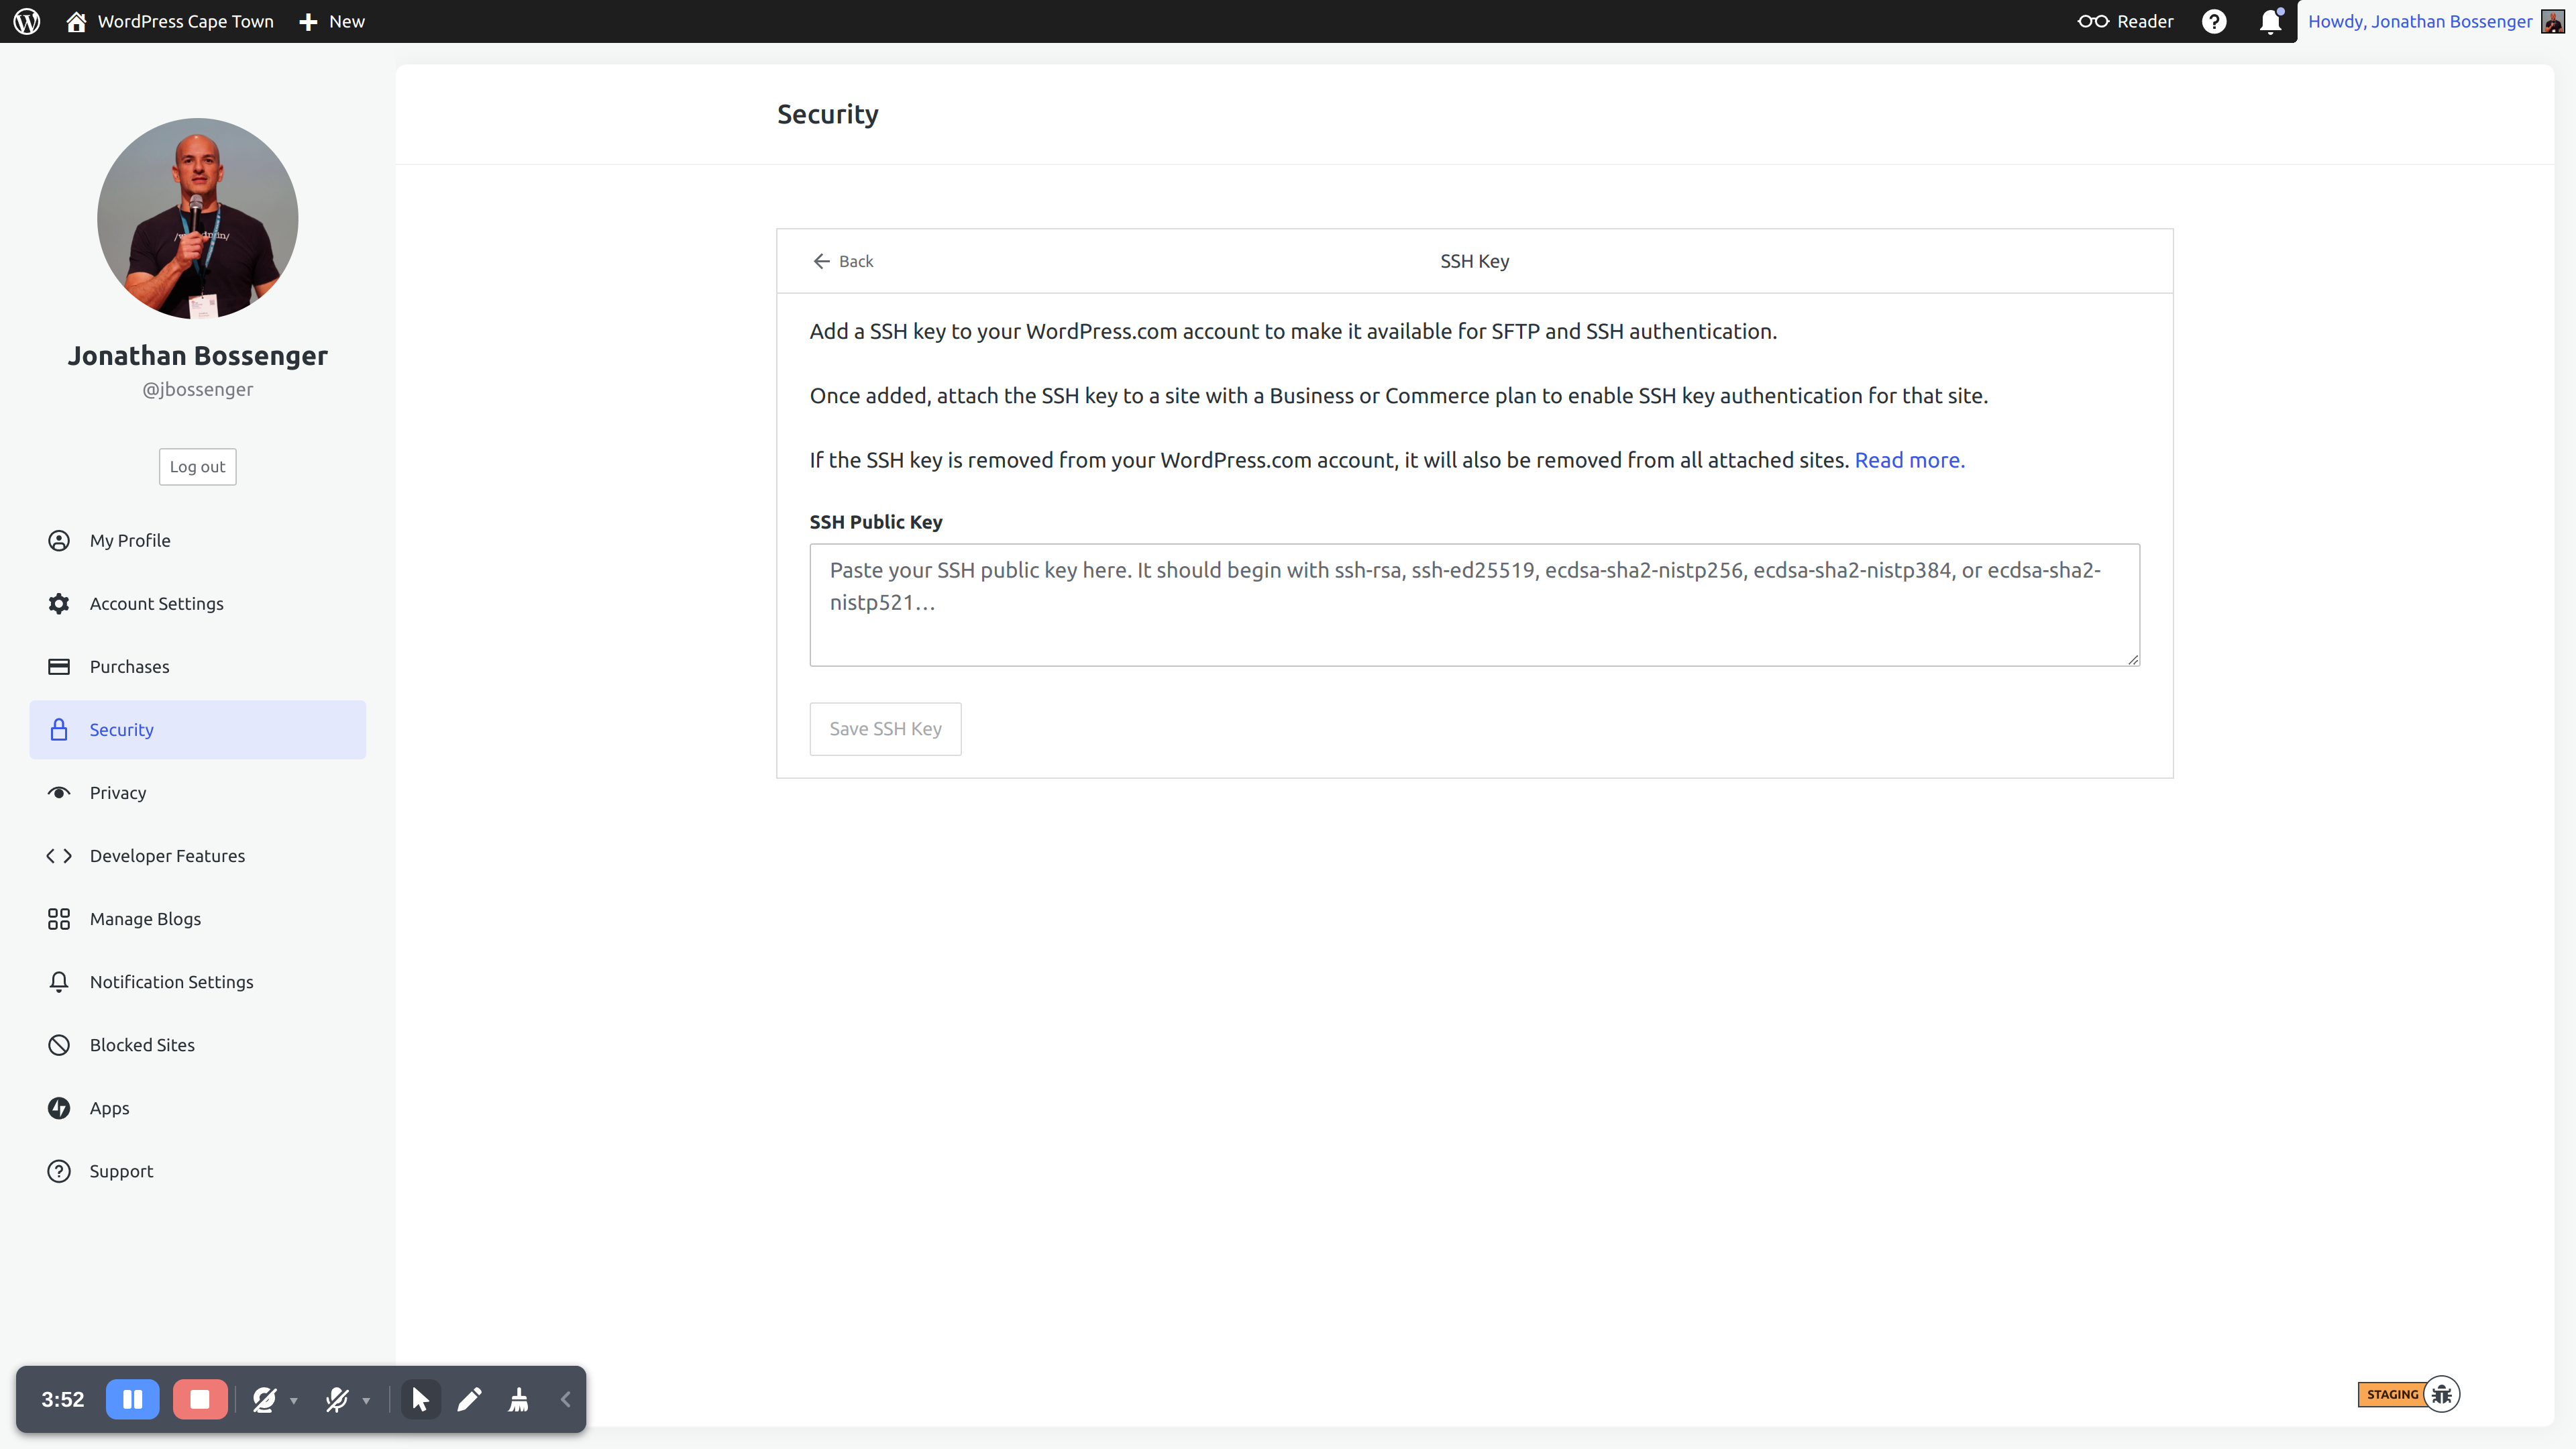 WordPress Cape Town
New
Reader
Howdy, Jonathan Bossenger
Jonathan Bossenger
@jbossenger
Log out
My Profile
Account Settings
Purchases
Security
Privacy
Developer Features
Manage Blogs
Notification Settings
Blocked Sites
Apps
Support
Security
Back
SSH Key
Add a SSH key to your WordPress.com account to make it available for SFTP and SSH authentication.
Once added, attach the SSH key to a site with a Business or Commerce plan to enable SSH key authentication for that site.
If the SSH key is removed from your WordPress.com account, it will also be removed from all attached sites. Read more.
SSH Public Key
Paste your SSH public key here. It should begin with ssh-rsa, ssh-ed25519, ecdsa-sha2-nistp256, ecdsa-sha2-nistp384, or ecdsa-sha2-
nistp521…
Save SSH Key
3:52
STAGING